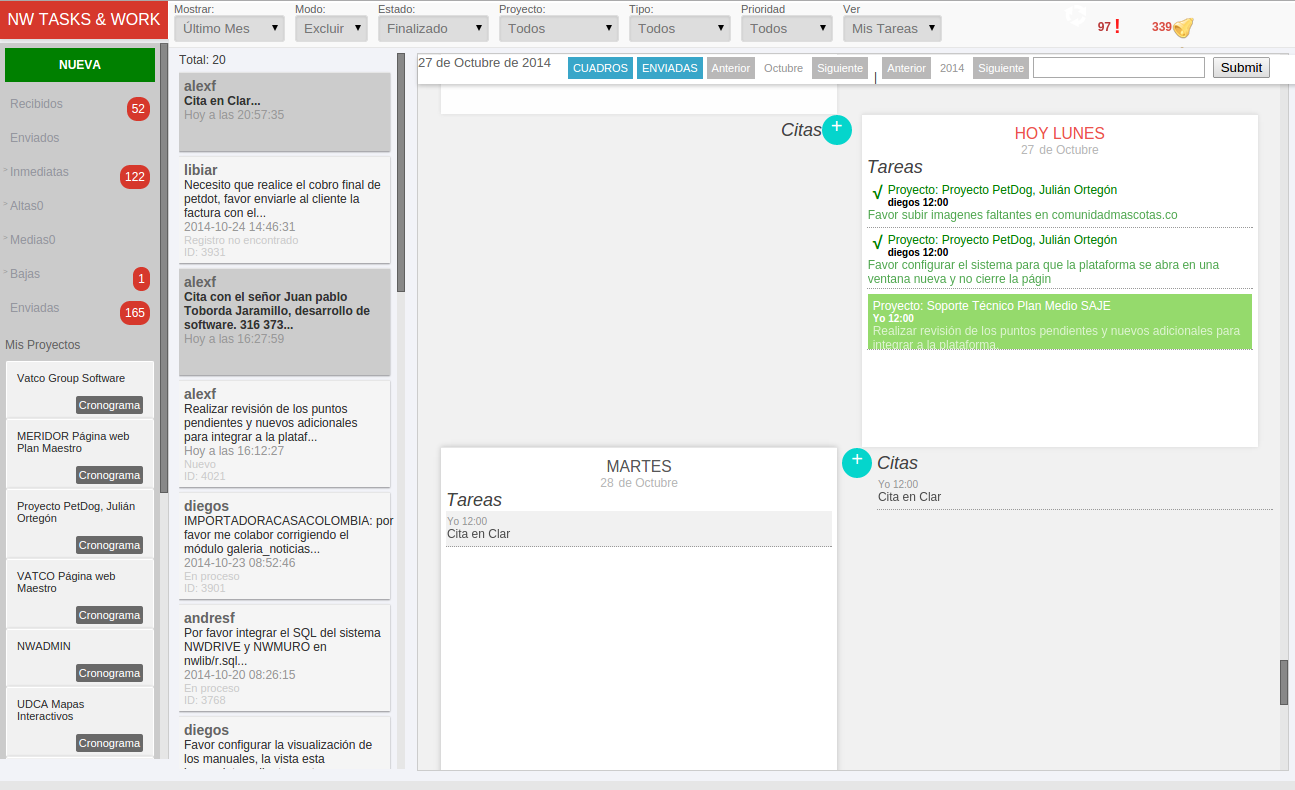 NW TASKS & WORK
Mostrar:
Último Mes
Modo:
Excluir
Estado:
Finalizado
Proyecto:
Todos
Tipo:
Todos
Prioridad
Todos
Ver
Mis Tareas
97 !
339
NUEVA
Recibidos 52
Enviados
Inmediatas 122
Altas0
Medias0
Bajas 1
Enviadas 165
Mis Proyectos
Vatco Group Software
Cronograma
MERIDOR Página web
Plan Maestro
Cronograma
Proyecto PetDog, Julián
Ortegón
Cronograma
VATCO Página web
Maestro
Cronograma
NWADMIN
Cronograma
UDCA Mapas
Interactivos
Cronograma
Total: 20
alexf
Cita en Clar...
Hoy a las 20:57:35
libiar
Necesito que realice el cobro final de
petdot, favor enviarle al cliente la
factura con el...
2014-10-24 14:46:31
Registro no encontrado
ID: 3931
alexf
Cita con el señor Juan pablo
Toborda Jaramillo, desarrollo de
software. 316 373...
Hoy a las 16:27:59
alexf
Realizar revisión de los puntos
pendientes y nuevos adicionales
para integrar a la plataf...
Hoy a las 16:12:27
Nuevo
ID: 4021
diegos
IMPORTADORACASACOLOMBIA: por
favor me colabor corrigiendo el
módulo galeria_noticias...
2014-10-23 08:52:46
En proceso
ID: 3901
andresf
Por favor integrar el SQL del sistema
NWDRIVE y NWMURO en
nwlib/r.sql...
2014-10-20 08:26:15
En proceso
ID: 3768
diegos
Favor configurar la visualización de
los manuales, la vista esta
27 de Octubre de 2014
CUADROS
ENVIADAS
Anterior
Octubre
Siguiente
|
Anterior
2014
Siguiente
Submit
Citas
+
HOY LUNES
27 de Octubre
Tareas
√ Proyecto: Proyecto PetDog, Julián Ortegón
diegos 12:00
Favor subir imagenes faltantes en comunidadmascotas.co
√ Proyecto: Proyecto PetDog, Julián Ortegón
diegos 12:00
Favor configurar el sistema para que la plataforma se abra en una
ventana nueva y no cierre la págin
Proyecto: Soporte Técnico Plan Medio SAJE
Yo 12:00
Realizar revisión de los puntos pendientes y nuevos adicionales para
integrar a la plataforma.
MARTES
28 de Octubre
Tareas
Yo 12:00
Cita en Clar
+
Citas
Yo 12:00
Cita en Clar